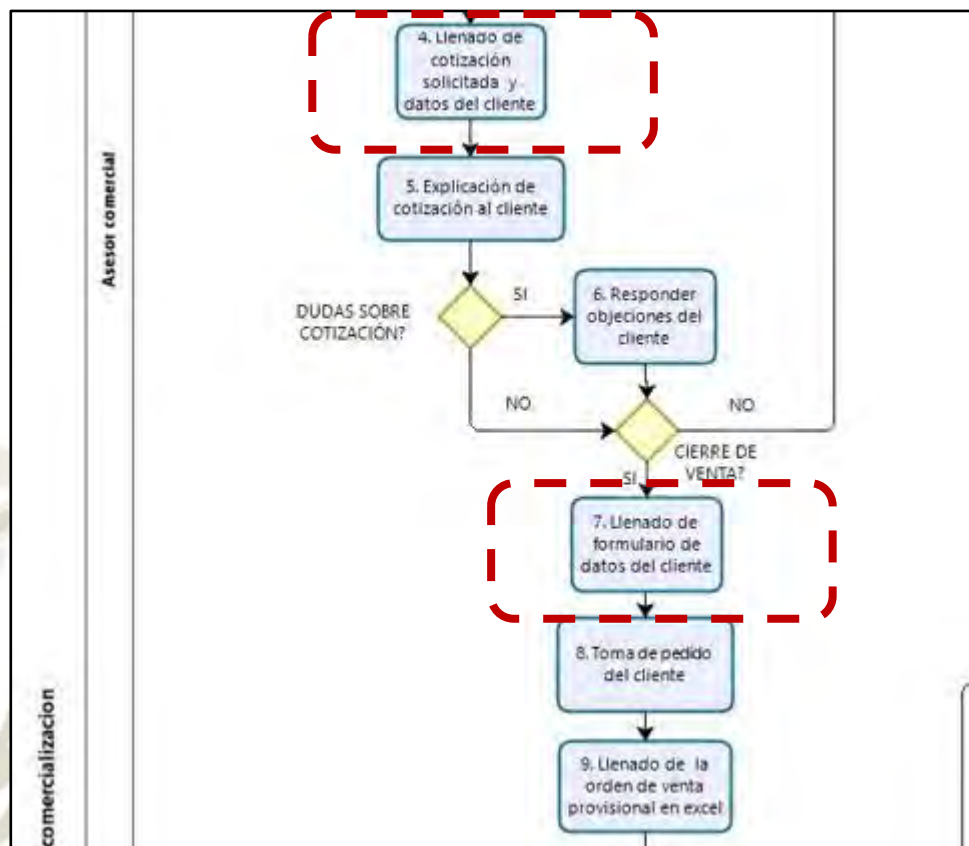 4. Llenado de
cotización
solicitada y
datos del cliente
Asesor comercial
5. Explicación de
cotización al cliente
DUDAS SOBRE
COTIZACIÓN?
SI
6. Responder
objeciones del
cliente
NO
NO
CIERRE DE
VENTA?
SI
7. Llenado de
formulario de
datos del cliente
8. Toma de pedido
del cliente
comercializacion
9. Llenado de la
orden de venta
provisional en excel